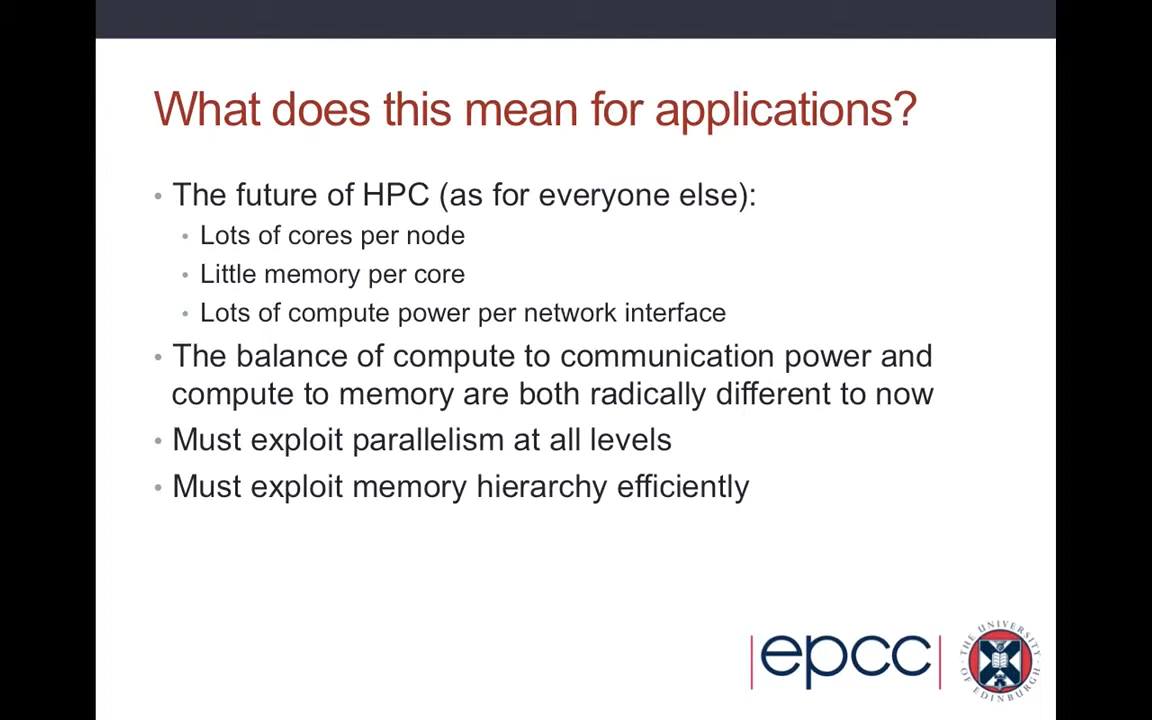 What does this mean for applications?
• The future of HPC (as for everyone else):
• Lots of cores per node
• Little memory per core
• Lots of compute power per network interface
• The balance of compute to communication power and
compute to memory are both radically different to now
• Must exploit parallelism at all levels
• Must exploit memory hierarchy efficiently
epcc
THE UNIVERSITY
OF EDINBURGH